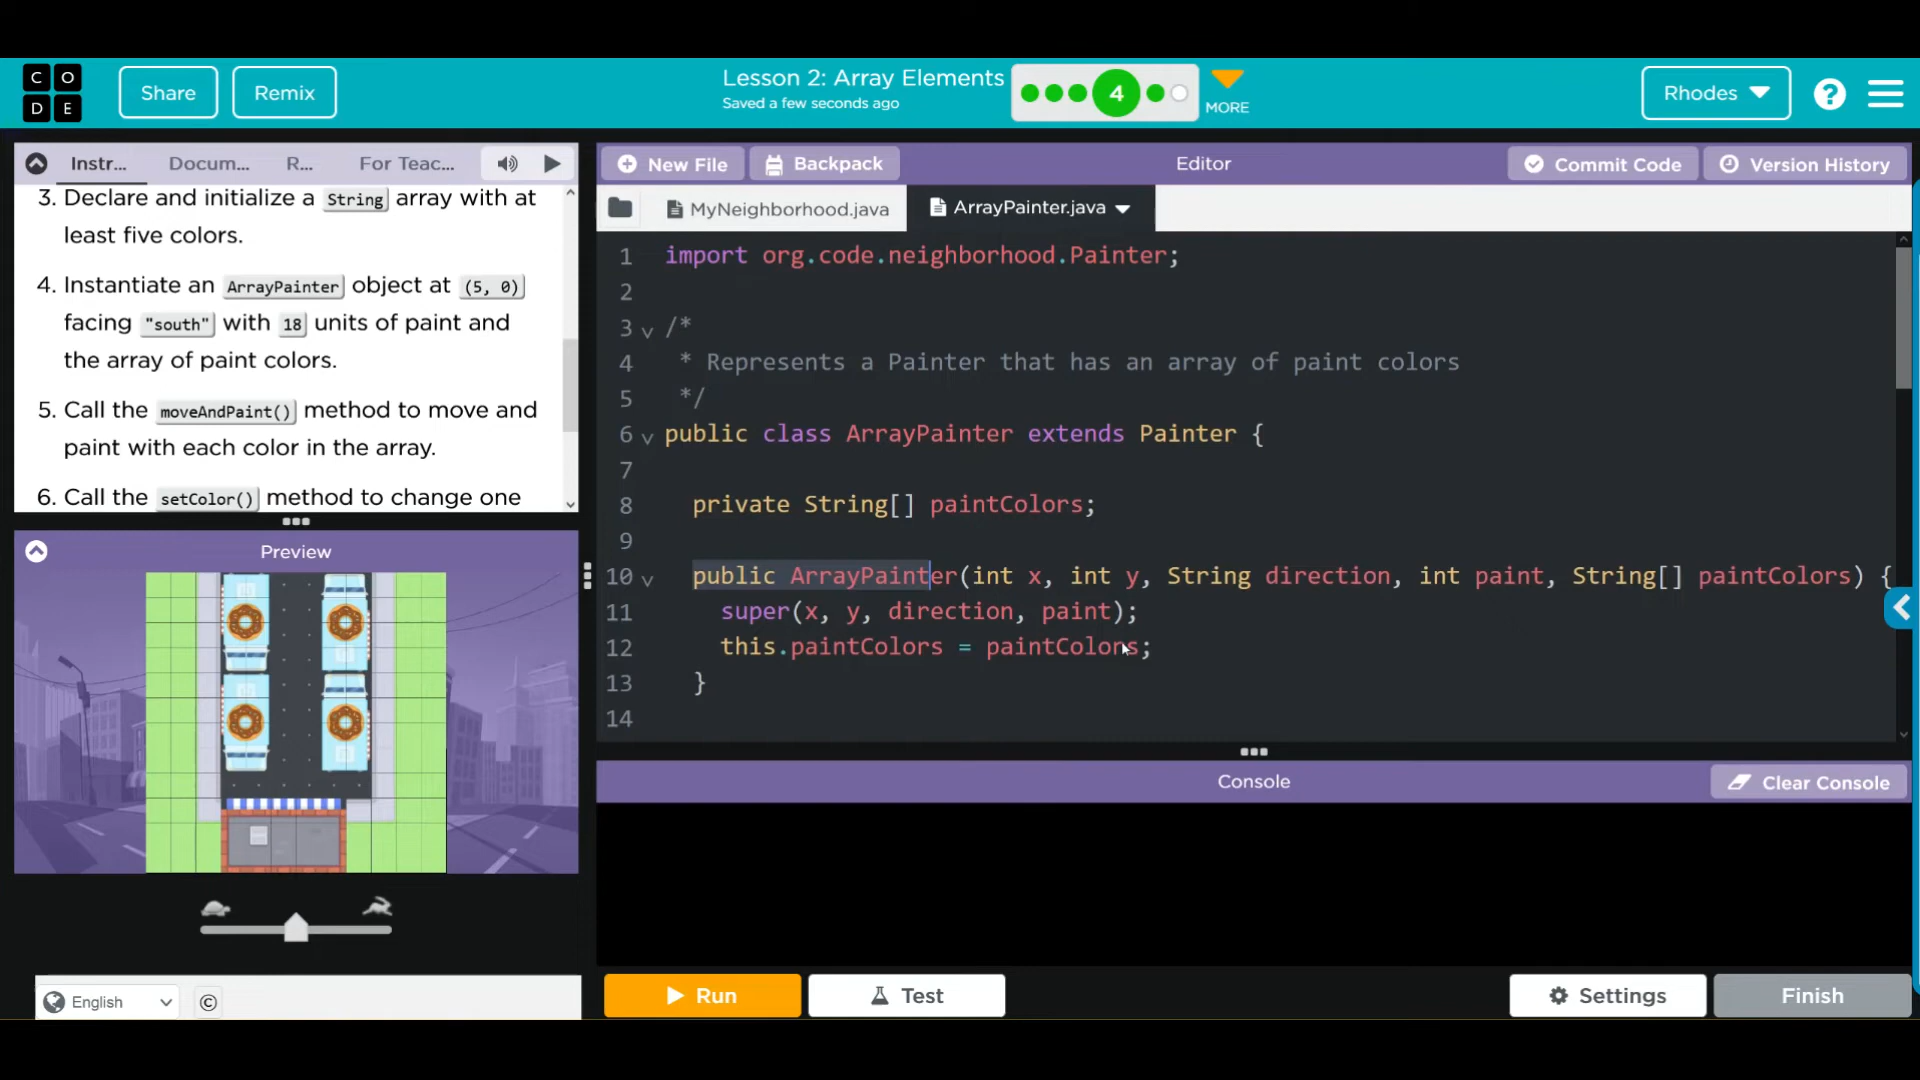 C O
D E
Share
Remix
Lesson 2: Array Elements
Saved a few seconds ago
4
MORE
Rhodes
?
Instr...
Docum...
R...
For Teac...
3. Declare and initialize a String array with at
least five colors.
4. Instantiate an ArrayPainter object at (5, 0)
facing "south" with 18 units of paint and
the array of paint colors.
5. Call the moveAndPaint() method to move and
paint with each color in the array.
6. Call the setColor() method to change one
Preview
English
©
New File
Backpack
Editor
Commit Code
Version History
MyNeighborhood.java
ArrayPainter.java
1 import org.code.neighborhood.Painter;
2
3 /*
4 * Represents a Painter that has an array of paint colors
5 */
6 public class ArrayPainter extends Painter {
7
8 private String[] paintColors;
9
10 public ArrayPainter(int x, int y, String direction, int paint, String[] paintColors) {
11 super(x, y, direction, paint);
12 this.paintColors = paintColors;
13 }
14
Console
Clear Console
Run
Test
Settings
Finish